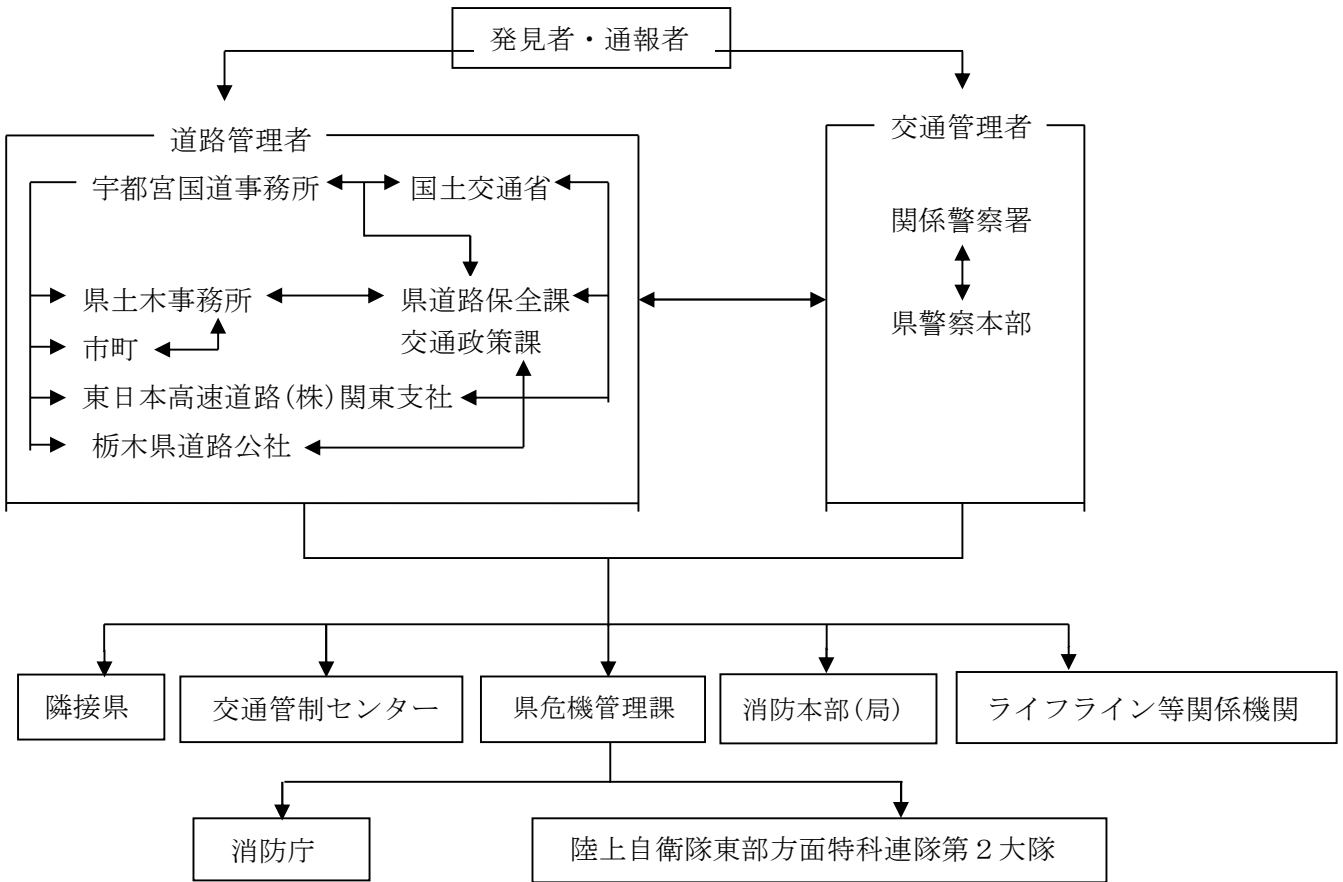 発見者・通報者
道路管理者
交通管理者
宇都宮国道事務所
国土交通省
関係警察署
県土木事務所
県道路保全課
県警察本部
市町
交通政策課
東日本高速道路(株)関東支社
栃木県道路公社
隣接県
交通管制センター
県危機管理課
消防本部(局)
ライフライン等関係機関
消防庁
陸上自衛隊東部方面特科連隊第２大隊